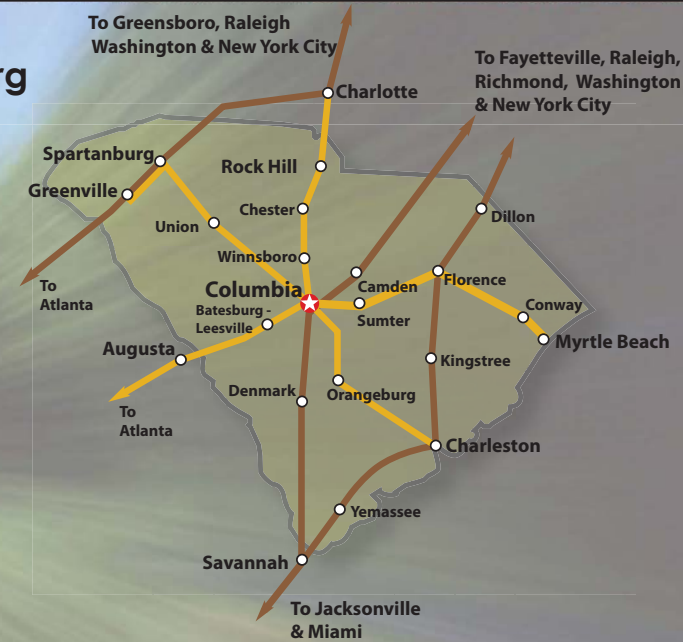 To Greensboro, Raleigh
Washington & New York City
rg
To Fayetteville, Raleigh,
Richmond, Washington
& New York City
Charlotte
Spartanburg
Rock Hill
Greenville
Chester
Dillon
Union
Winnsboro
To
Atlanta
Columbia
Camden
Florence
Batesburg -
Leesville
Sumter
Conway
Augusta
Myrtle Beach
Kingstree
Denmark
Orangeburg
To
Atlanta
Charleston
Yemassee
Savannah
To Jacksonville
& Miami